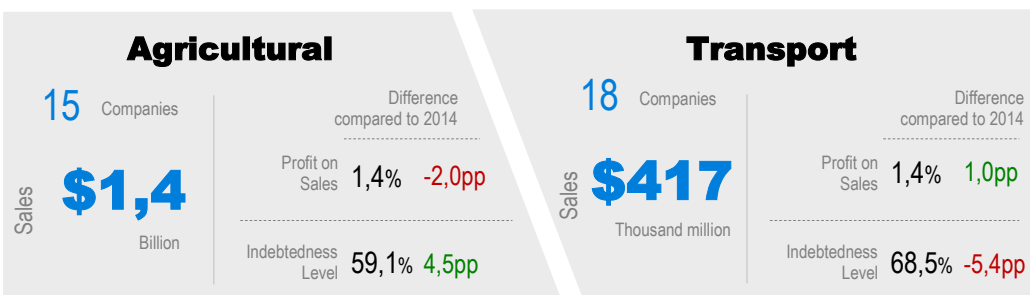 Agricultural
15 Companies
Sales
$1,4
Billion
Difference
compared to 2014
Profit on
Sales
1,4% -2,0pp
Indebtedness
Level
59,1% 4,5pp
Transport
18 Companies
Sales
$417
Thousand million
Difference
compared to 2014
Profit on
Sales
1,4% 1,0pp
Indebtedness
Level
68,5% -5,4pp